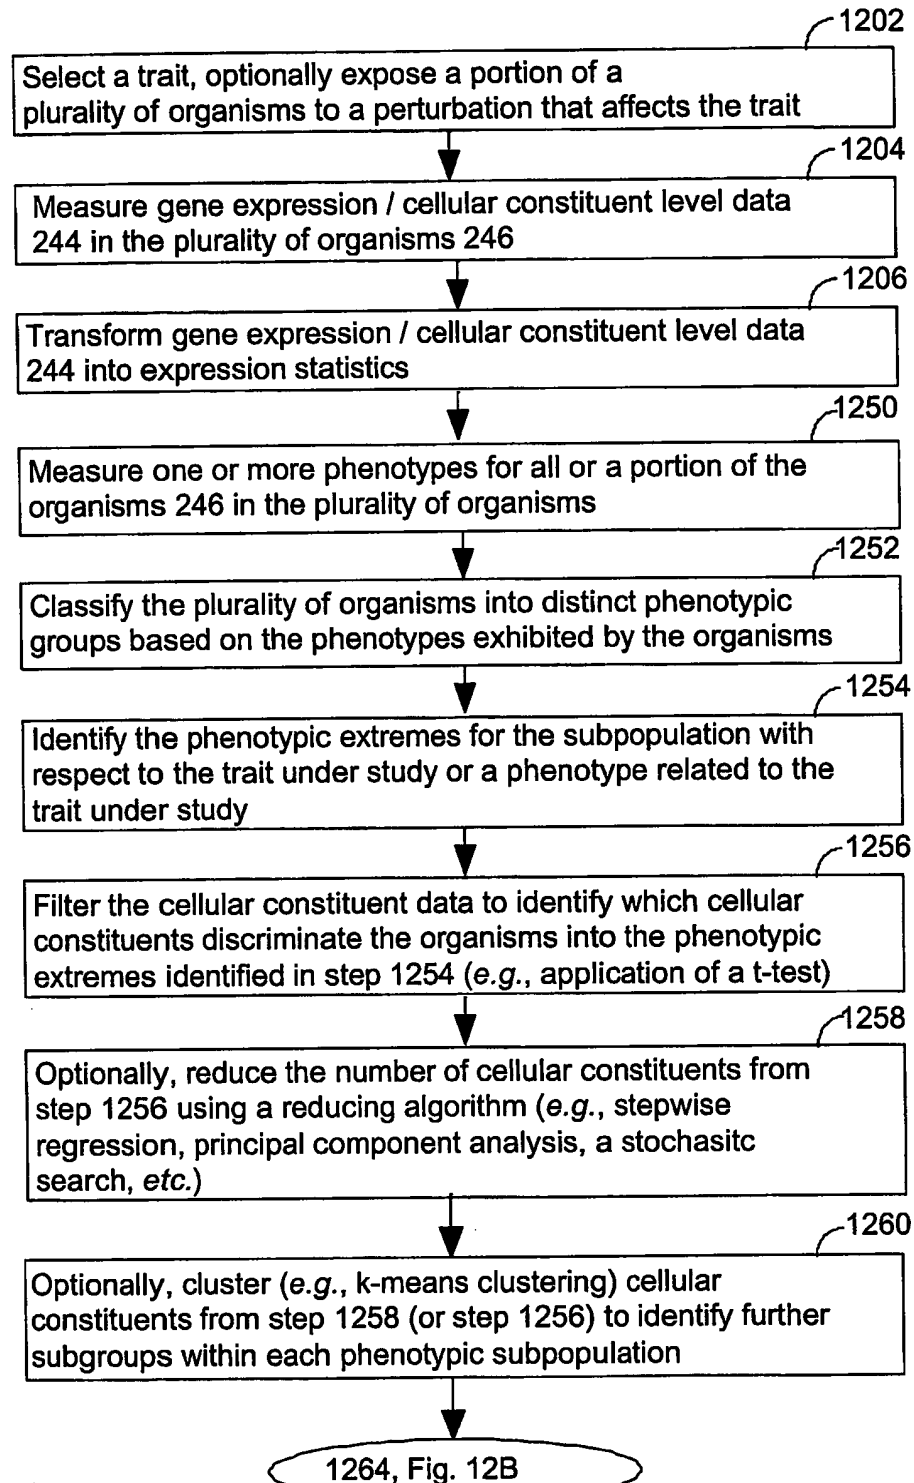 1202
Select a trait, optionally expose a portion of a
plurality of organisms to a perturbation that affects the trait
1204
Measure gene expression / cellular constituent level data
244 in the plurality of organisms 246
1206
Transform gene expression / cellular constituent level data
244 into expression statistics
1250
Measure one or more phenotypes for all or a portion of the
organisms 246 in the plurality of organisms
1252
Classify the plurality of organisms into distinct phenotypic
groups based on the phenotypes exhibited by the organisms
1254
Identify the phenotypic extremes for the subpopulation with
respect to the trait under study or a phenotype related to the
trait under study
1256
Filter the cellular constituent data to identify which cellular
constituents discriminate the organisms into the phenotypic
extremes identified in step 1254 (e.g., application of a t-test)
1258
Optionally, reduce the number of cellular constituents from
step 1256 using a reducing algorithm (e.g., stepwise
regression, principal component analysis, a stochasitc
search, etc.)
1260
Optionally, cluster (e.g., k-means clustering) cellular
constituents from step 1258 (or step 1256) to identify further
subgroups within each phenotypic subpopulation
1264, Fig. 12B